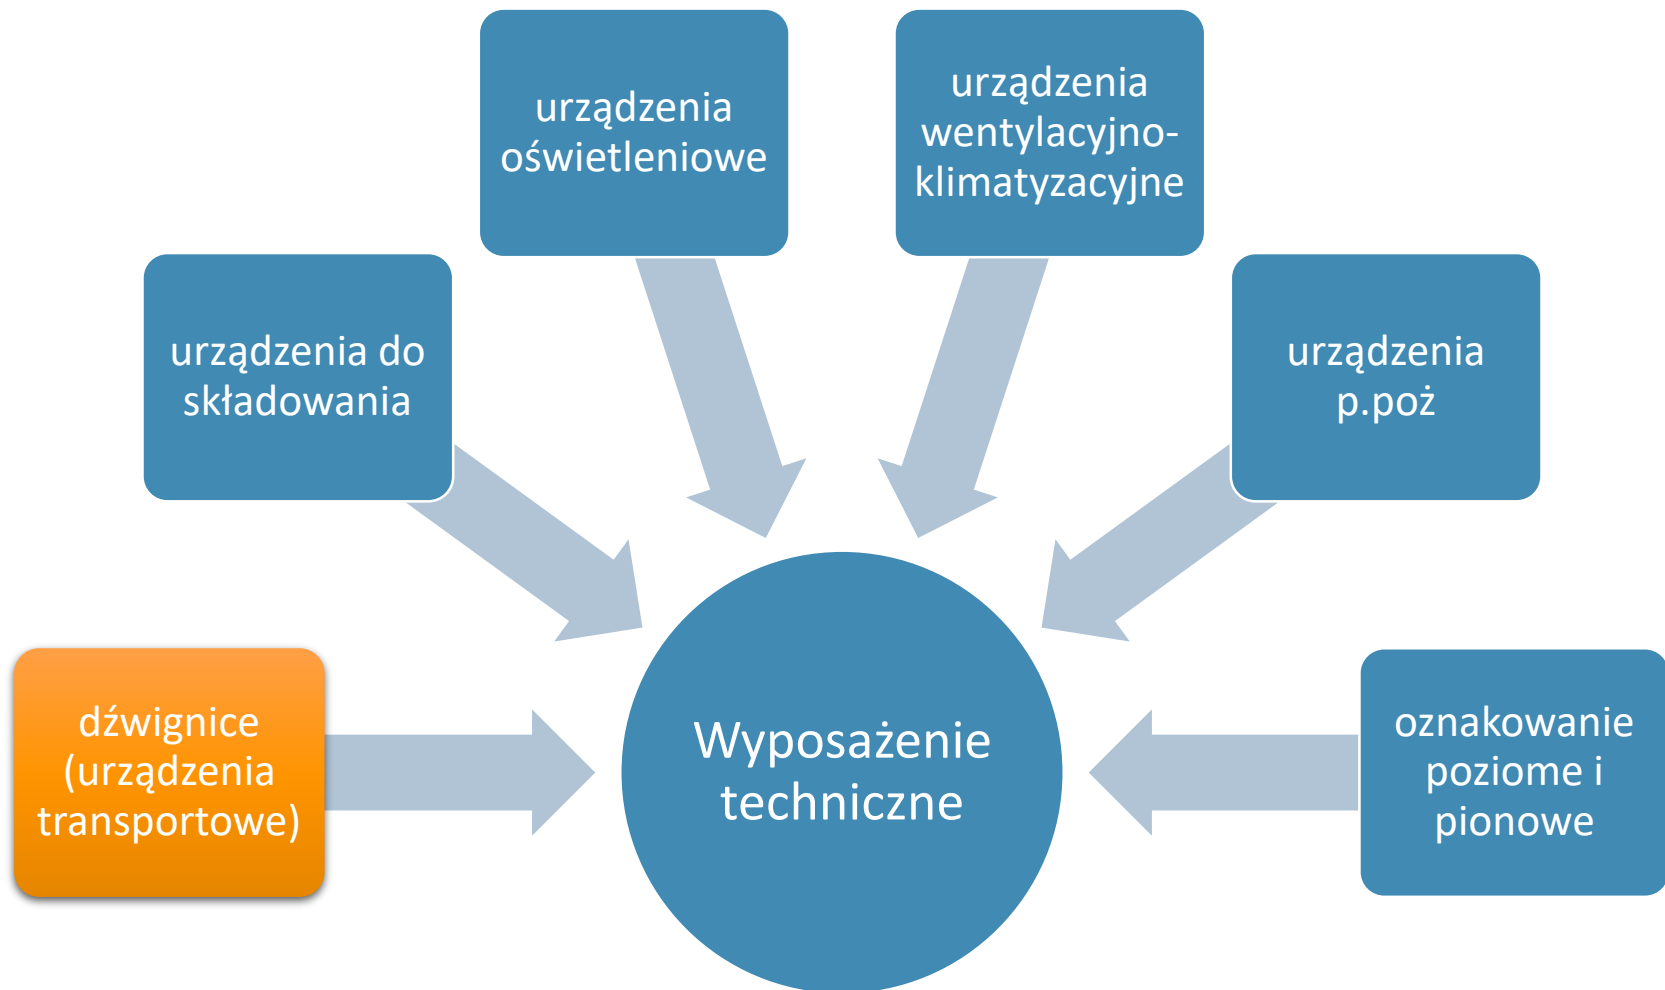 urządzenia
oświetleniowe
urządzenia
wentylacyjno-
klimatyzacyjne
urządzenia do
składowania
urządzenia
p.poż
dźwignice
(urządzenia
transportowe)
Wyposażenie
techniczne
oznakowanie
poziome i
pionowe